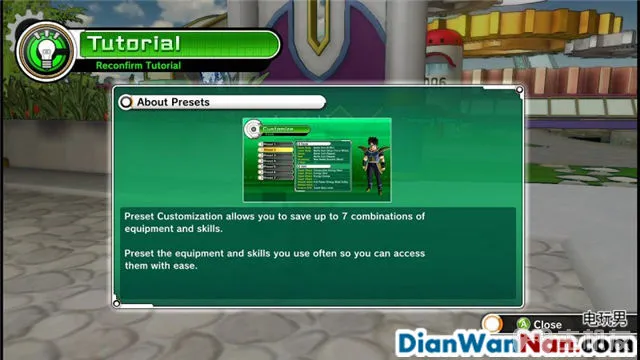 Tutorial
Reconfirm Tutorial
006
About Presets
Customize
Preset Customization allows you to save up to 7 combinations of
equipment and skills.
Preset the equipment and skills you use often so you can access
them with ease.
A Close
电玩男
DianWanNan.com